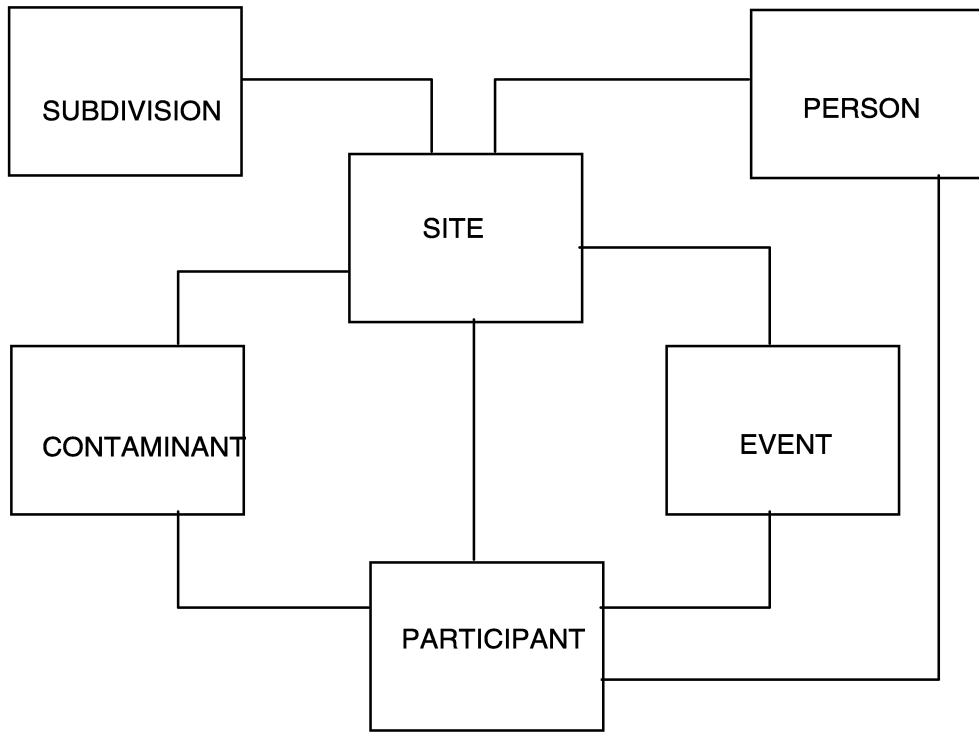 SUBDIVISION
PERSON
SITE
CONTAMINANT
EVENT
PARTICIPANT